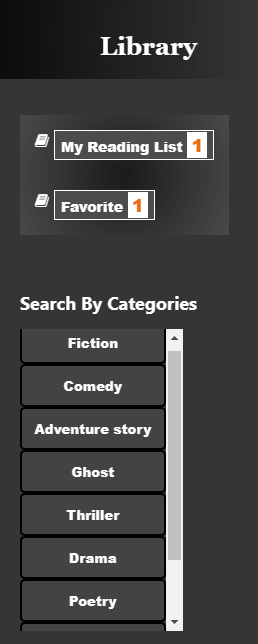 Library
My Reading List 1
Favorite 1
Search By Categories
Fiction
Comedy
Adventure story
Ghost
Thriller
Drama
Poetry